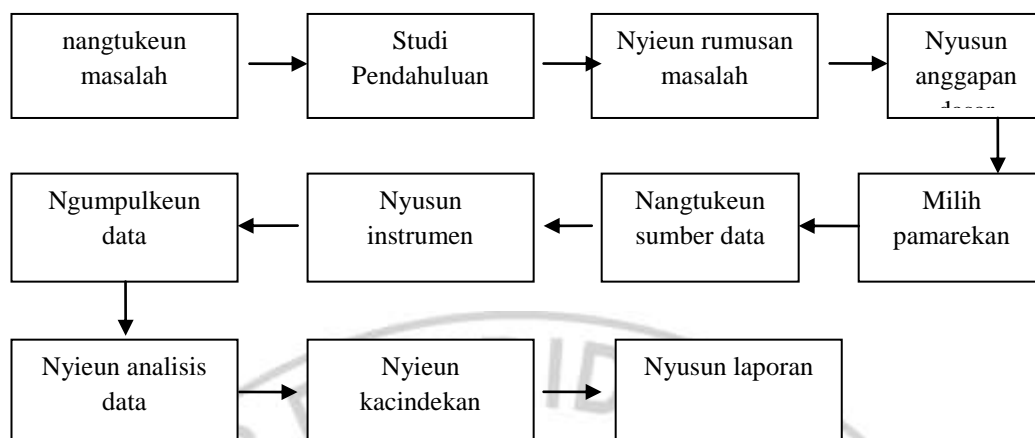 nangtukeun
masalah
Studi
Pendahuluan
Nyieun rumusan
masalah
Nyusun
anggapan
Milih
pamarekan
Nangtukeun
sumber data
Nyusun
instrumen
Ngumpulkeun
data
Nyieun analisis
data
Nyieun
kacindekan
Nyusun laporan